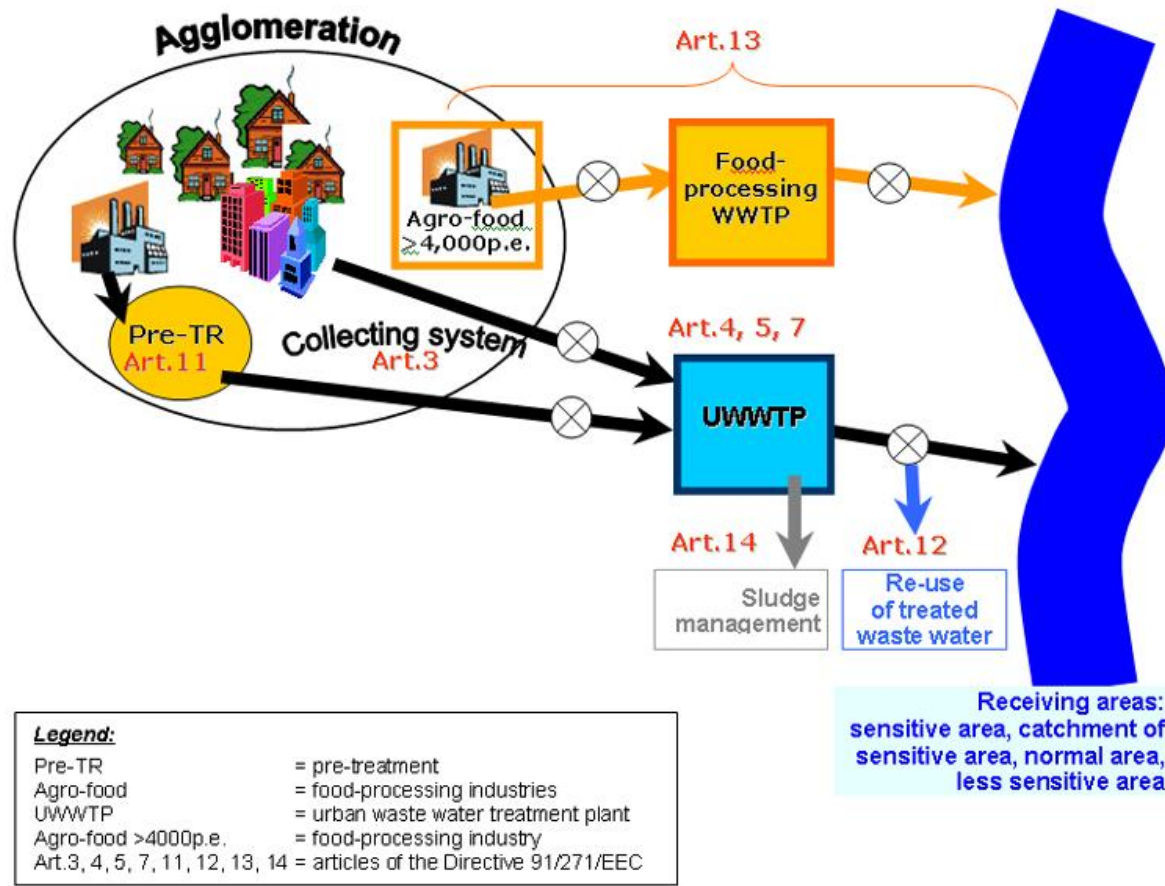 Agglomeration
Art.13
Agro-food
>4,000p.e.
Food-
processing
WWTP
Pre-TR
Art.11
Collecting system
Art.3
Art.4, 5, 7
UWWTP
Art.14
Sludge
management
Art.12
Re-use
of treated
waste water
Receiving areas:
sensitive area, catchment of
sensitive area, normal area,
less sensitive area
Legend:
Pre-TR = pre-treatment
Agro-food = food-processing industries
UWWTP = urban waste water treatment plant
Agro-food >4000p.e. = food-processing industry
Art.3, 4, 5, 7, 11, 12, 13, 14 = articles of the Directive 91/271/EEC